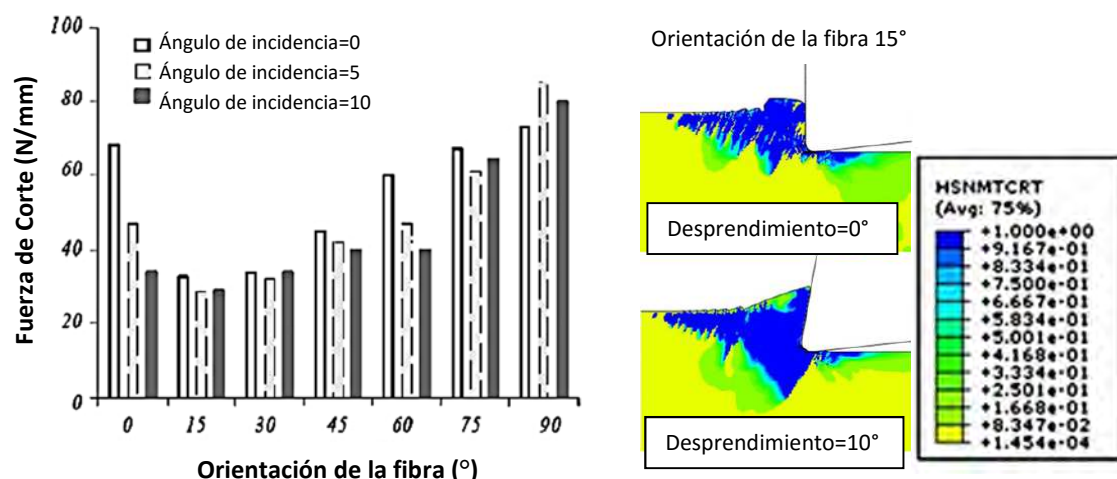 100
80
60
40
20
0
Fuerza de Corte (N/mm)
Ángulo de incidencia=0
Ángulo de incidencia=5
Ángulo de incidencia=10
0 15 30 45 60 75 90
Orientación de la fibra (°)
Orientación de la fibra 15°
Desprendimiento=0°
Desprendimiento=10°
HSNMTCRT
(Avg: 75%)
+1.000e+00
+9.167e-01
+8.334e-01
+7.500e-01
+6.667e-01
+5.834e-01
+5.001e-01
+4.168e-01
+3.334e-01
+2.501e-01
+1.668e-01
+8.347e-02
+1.454e-04